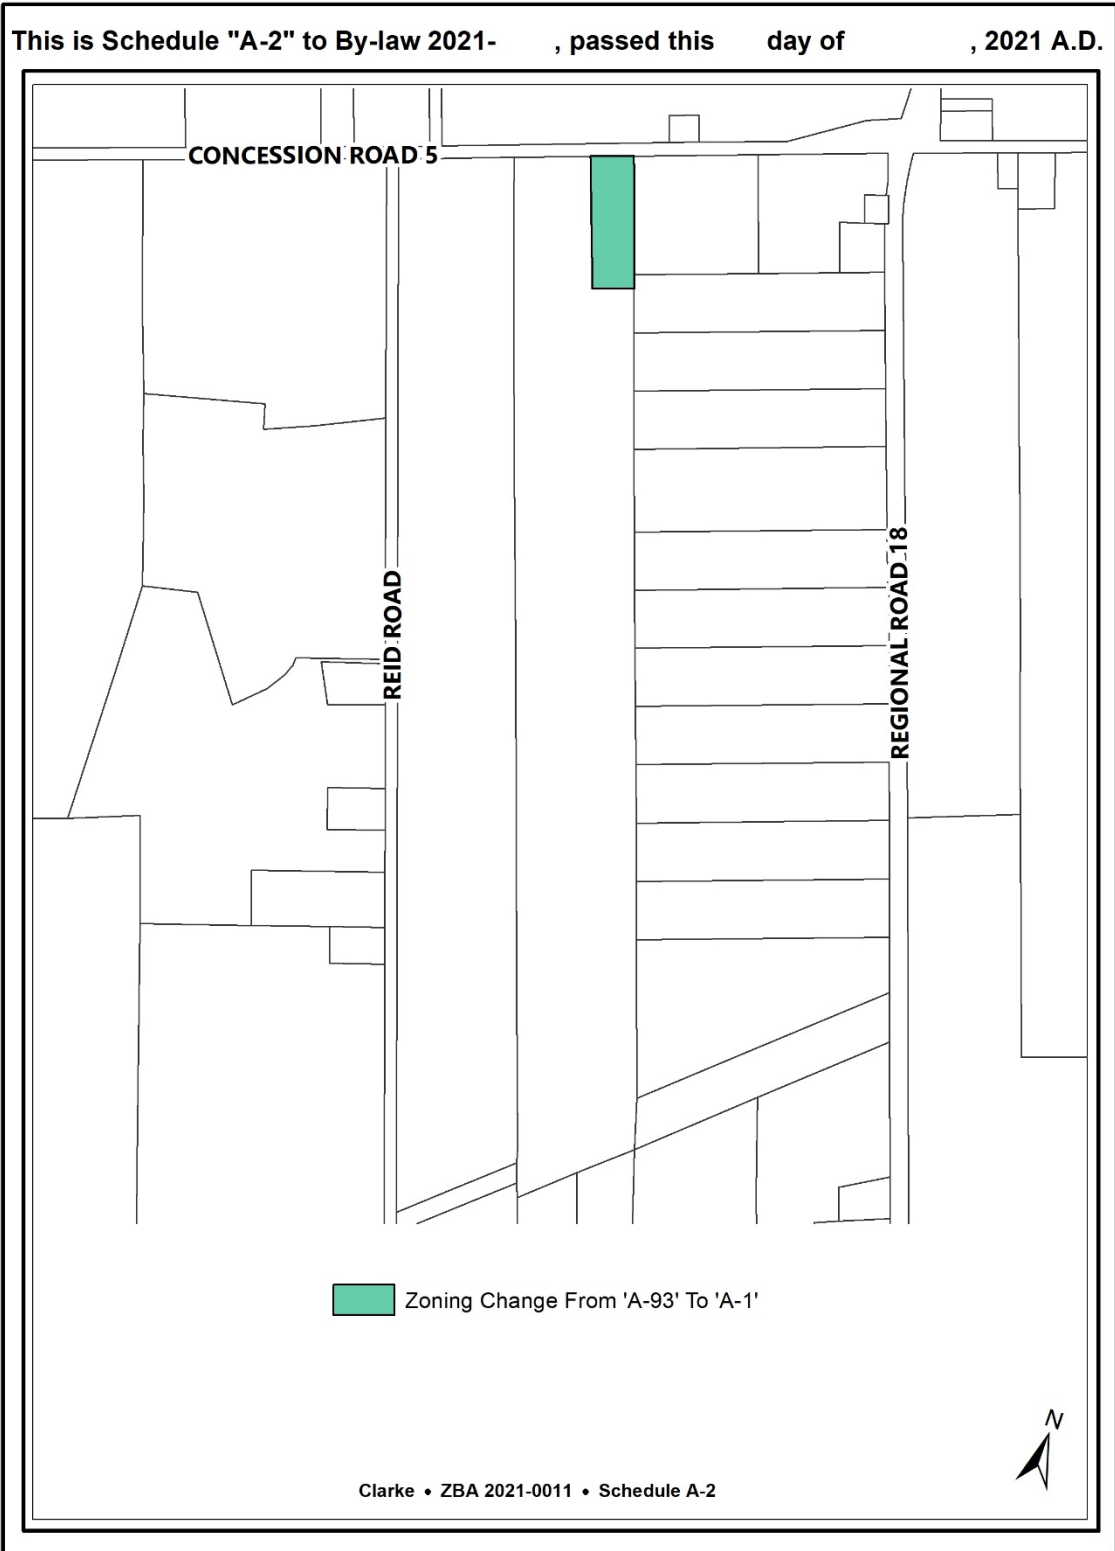 This is Schedule "A-2" to By-law 2021- , passed this day of , 2021 A.D.
CONCESSION ROAD 5
REID ROAD
REGIONAL ROAD 18
Zoning Change From 'A-93' To 'A-1'
N
Clarke • ZBA 2021-0011 • Schedule A-2